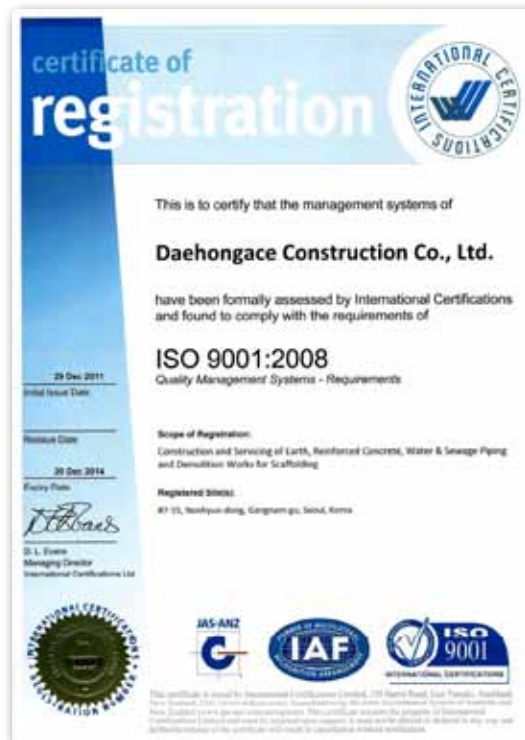 certificate of
registration
INTERNATIONAL CERTIFICATIONS
This is to certify that the management systems of
Daehongace Construction Co., Ltd.
have been formally assessed by International Certifications
and found to comply with the requirements of
ISO 9001:2008
Quality Management Systems - Requirements
29 Dec 2011
Initial Issue Date
Reissue Date
Scope of Registration:
Construction and Servicing of Earth, Reinforced Concrete, Water & Sewage Piping
and Demolition Works for Scaffolding
Dec 2014
Expiry Date
Registered Site(s):
Nonhyun-dong, Gangnam-gu, Seoul, Korea
D. L. Evans
Managing Director
International Certifications Ltd
INTERNATIONAL CERTIFICATIONS
REGISTRATION MEMBER
JAS-ANZ
IAF
ISO
9001
INTERNATIONAL CERTIFICATIONS